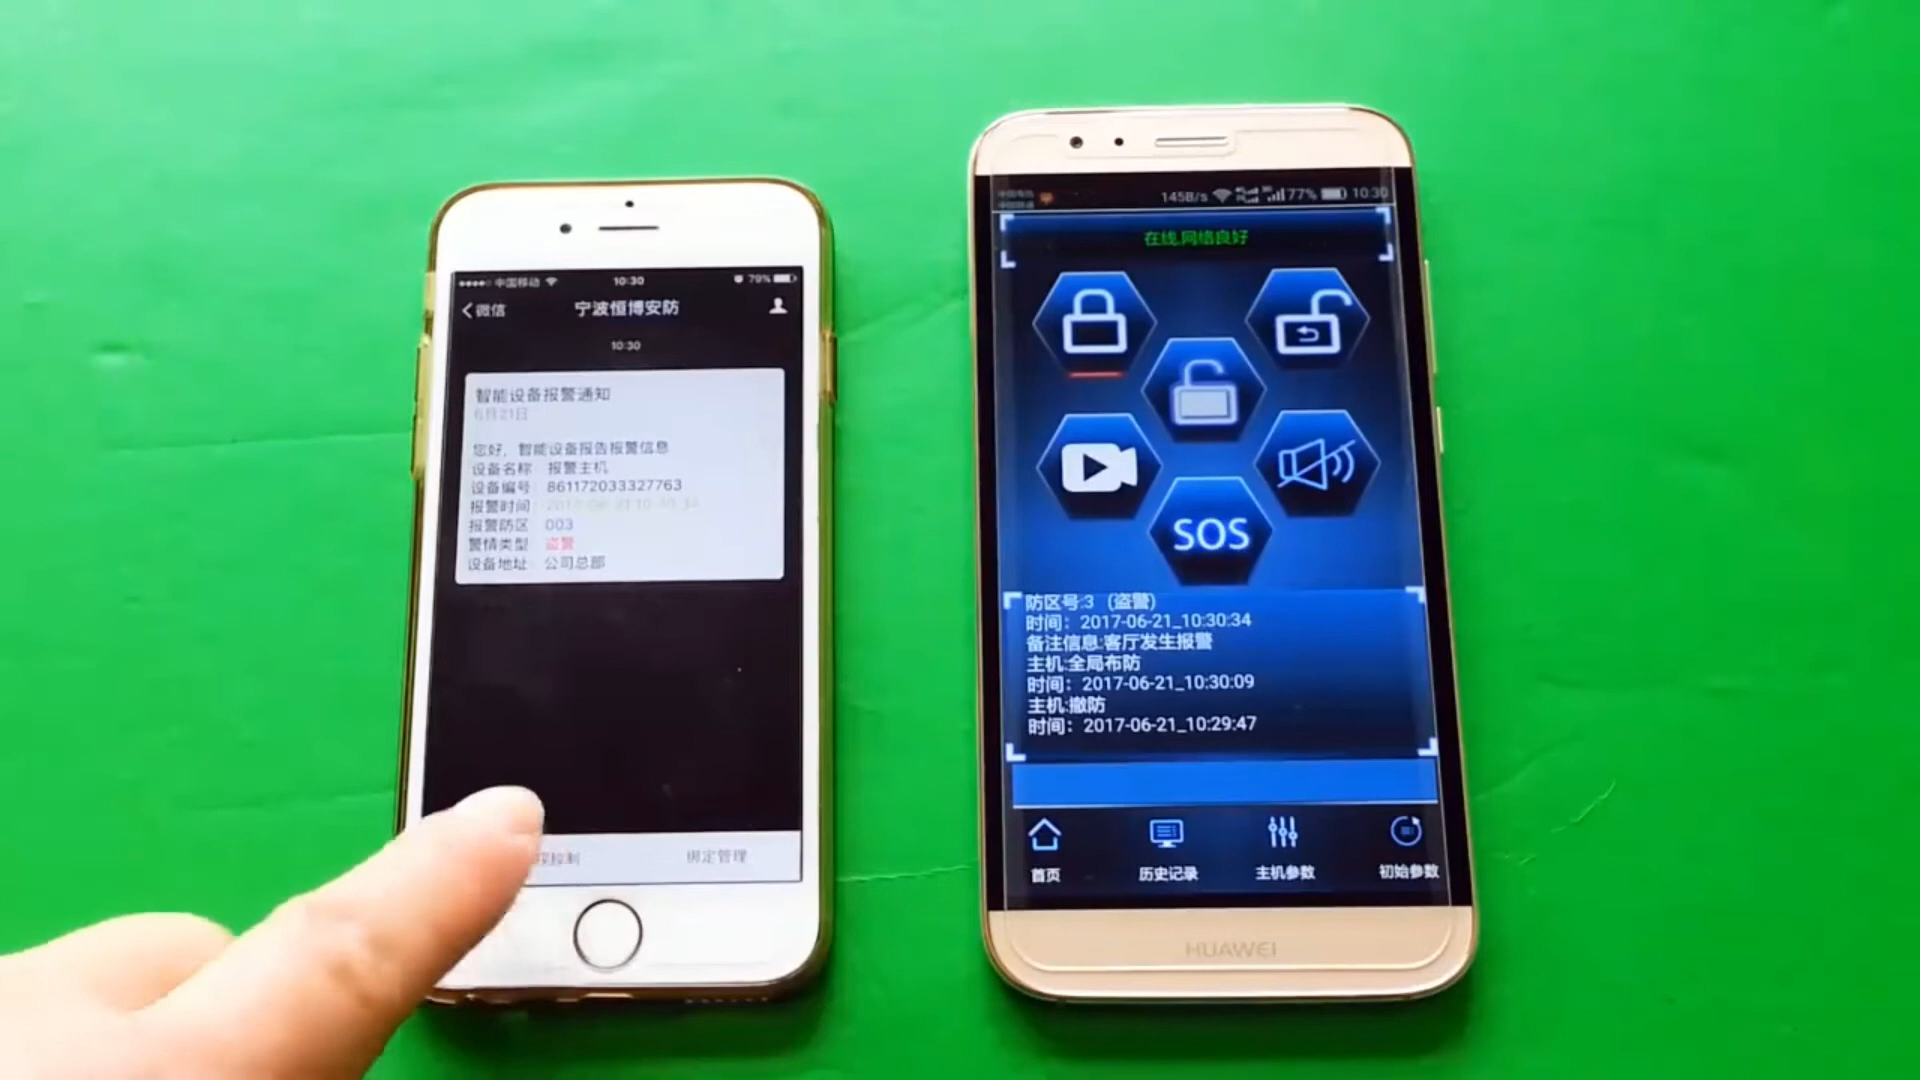 中国移动 10:30 79%
微信 宁波恒博安防
10:30
智能设备报警通知
6月21日
您好，智能设备报告报警信息
设备名称 报警主机
设备编号 861172033327763
报警时间
报警防区 003
警情类型 盗警
设备地址 公司总部
控制 绑定管理
145B/s 77% 10:30
在线,网络良好
SOS
防区号:3 (盗警)
时间：2017-06-21_10:30:34
备注信息:客厅发生报警
主机:全局布防
时间：2017-06-21_10:30:09
主机:撤防
时间：2017-06-21_10:29:47
首页 历史记录 主机参数 初始参数
HUAWEI